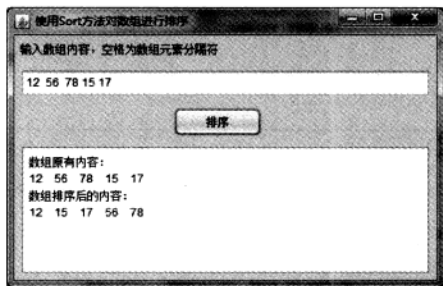 使用Sort方法对数组进行排序
输入数组内容,空格为数组元素分隔符
12 56 78 15 17
排序
数组原有内容:
12 56 78 15 17
数组排序后的内容:
12 15 17 56 78